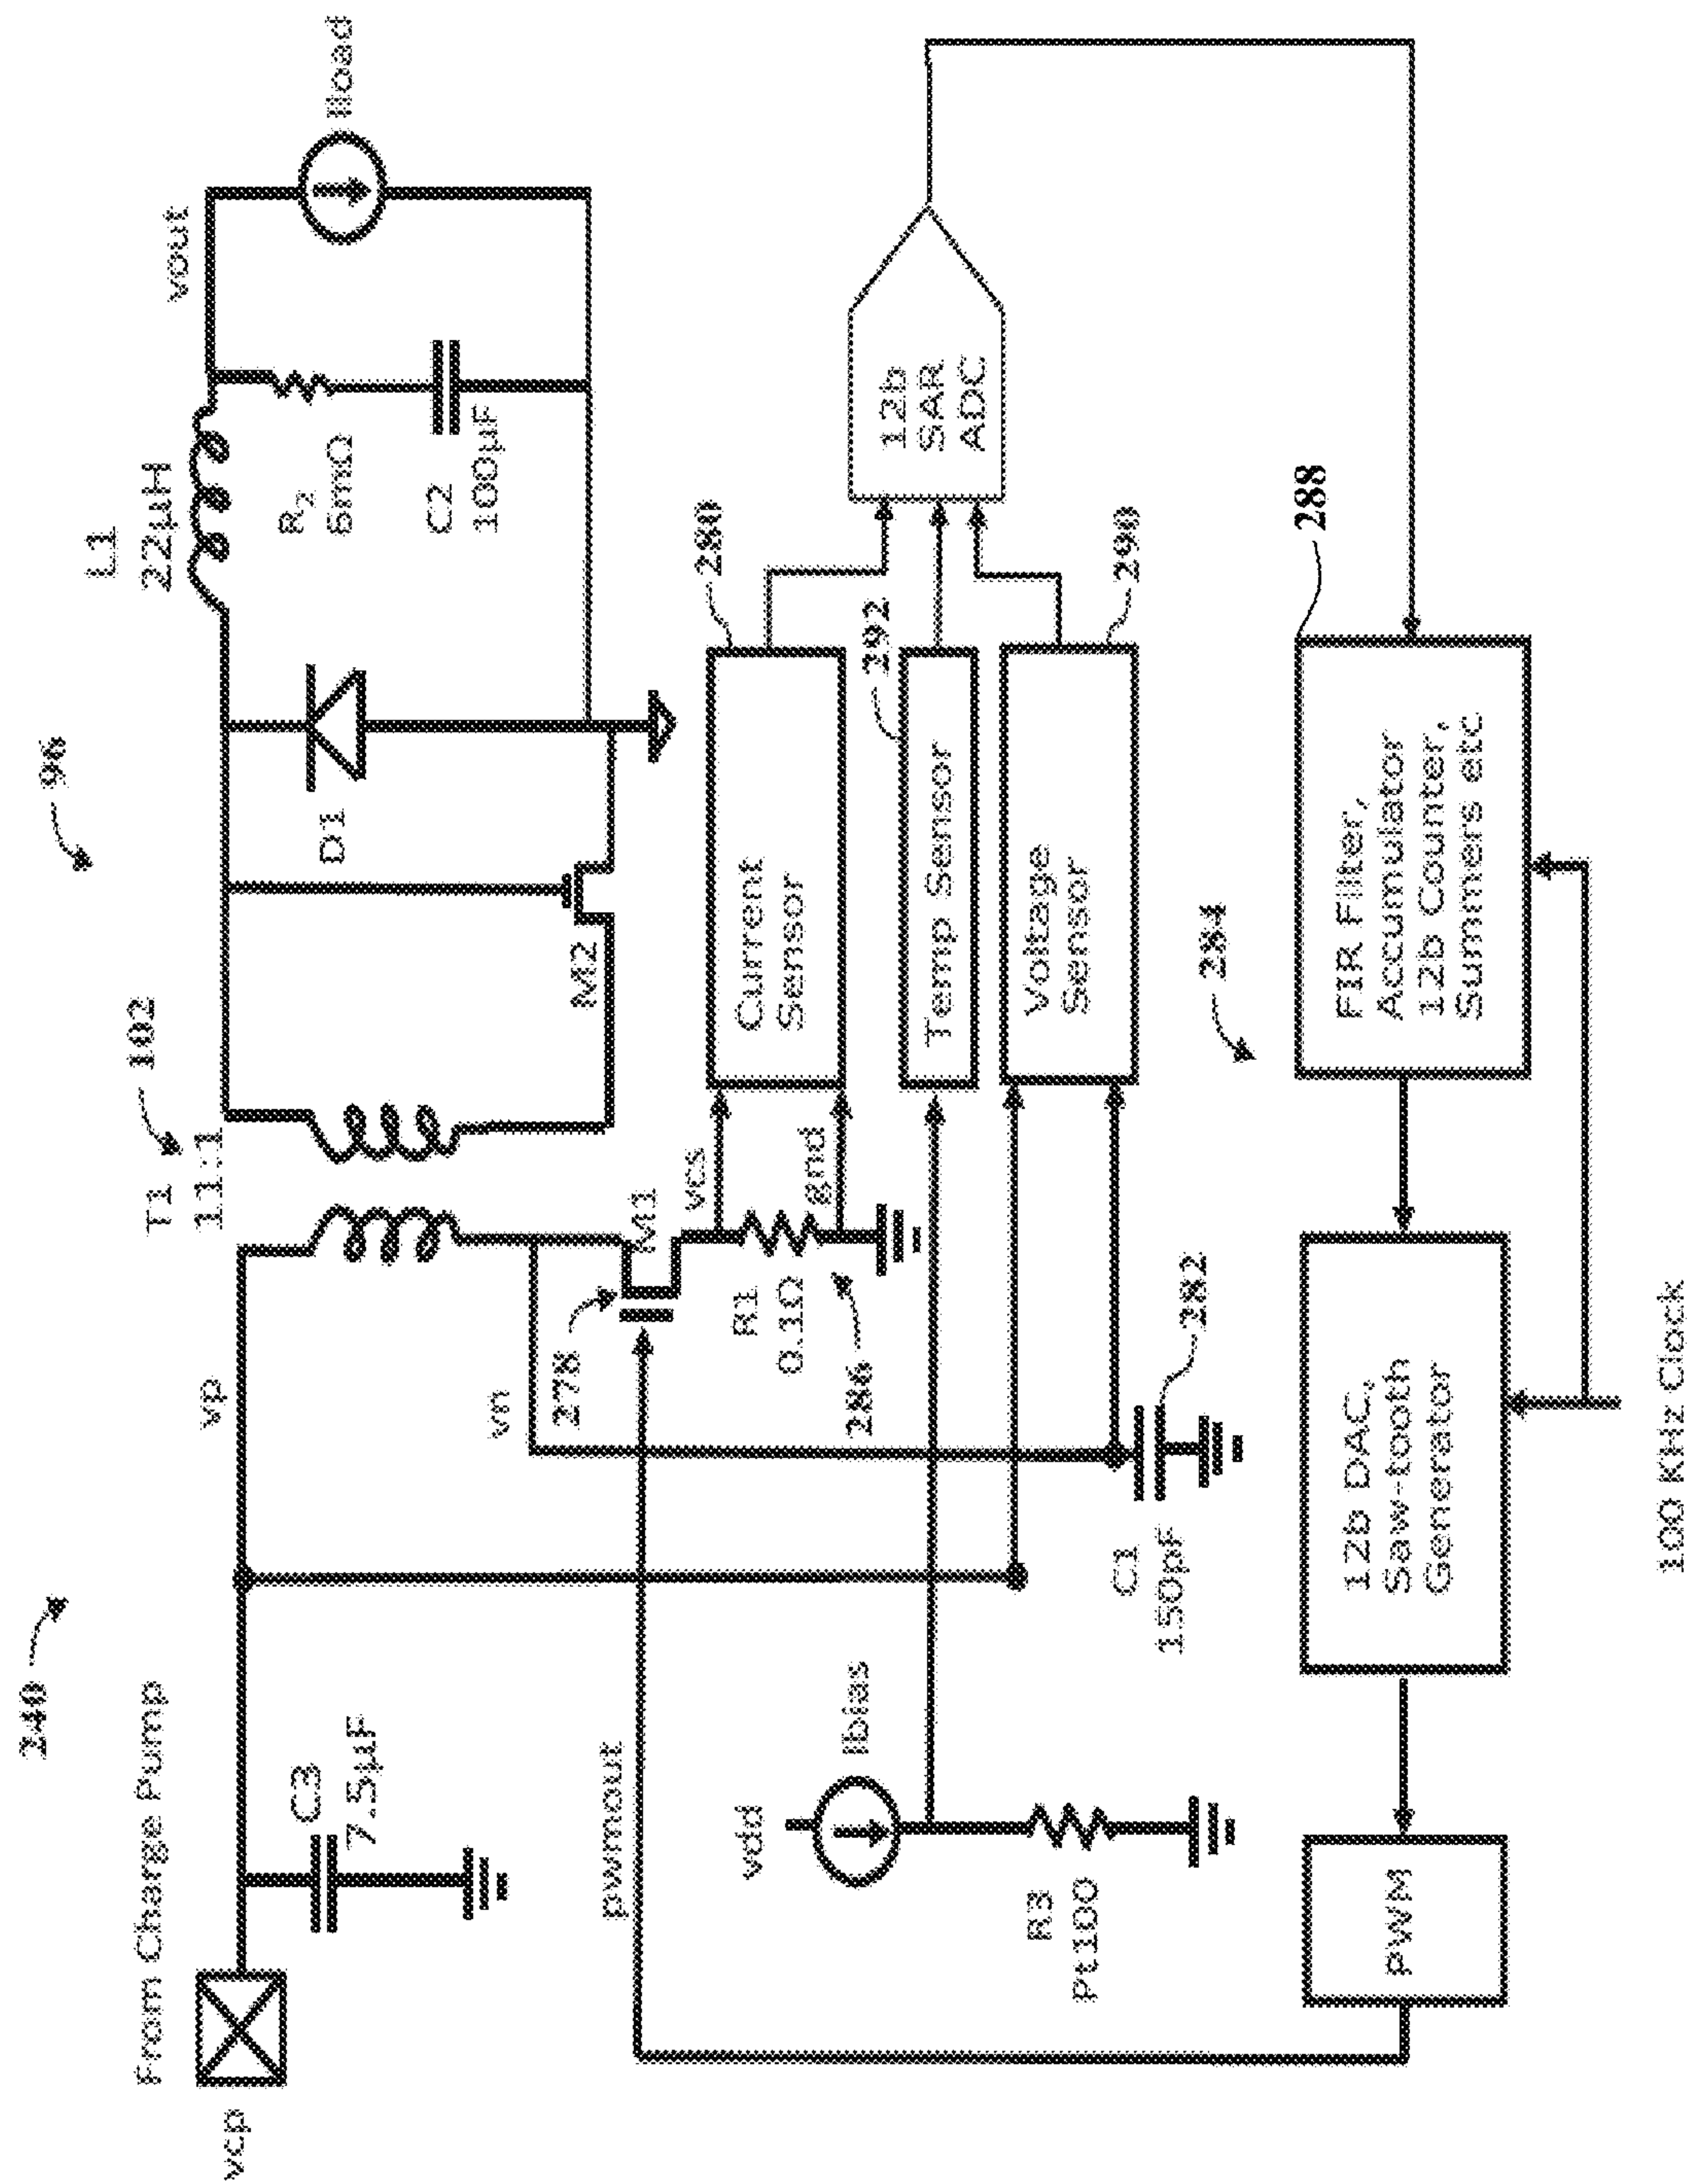 240
96
From Charge Pump
vcp
C3
7.5µF
vp
T1
11:1
102
L1
22µH
vout
Iload
R2
6mΩ
C2
100µF
D1
M2
vn
278
M1
vcs
R1
0.1Ω
gnd
286
pwmout
vdd
Ibias
R3
Pt100
C1
150pF
282
Current
Sensor
280
Temp Sensor
292
Voltage
Sensor
290
12b
SAR
ADC
284
PWM
12b DAC,
Saw-tooth
Generator
FIR Filter,
Accumulator
12b Counter,
Summers etc
288
100 KHz Clock